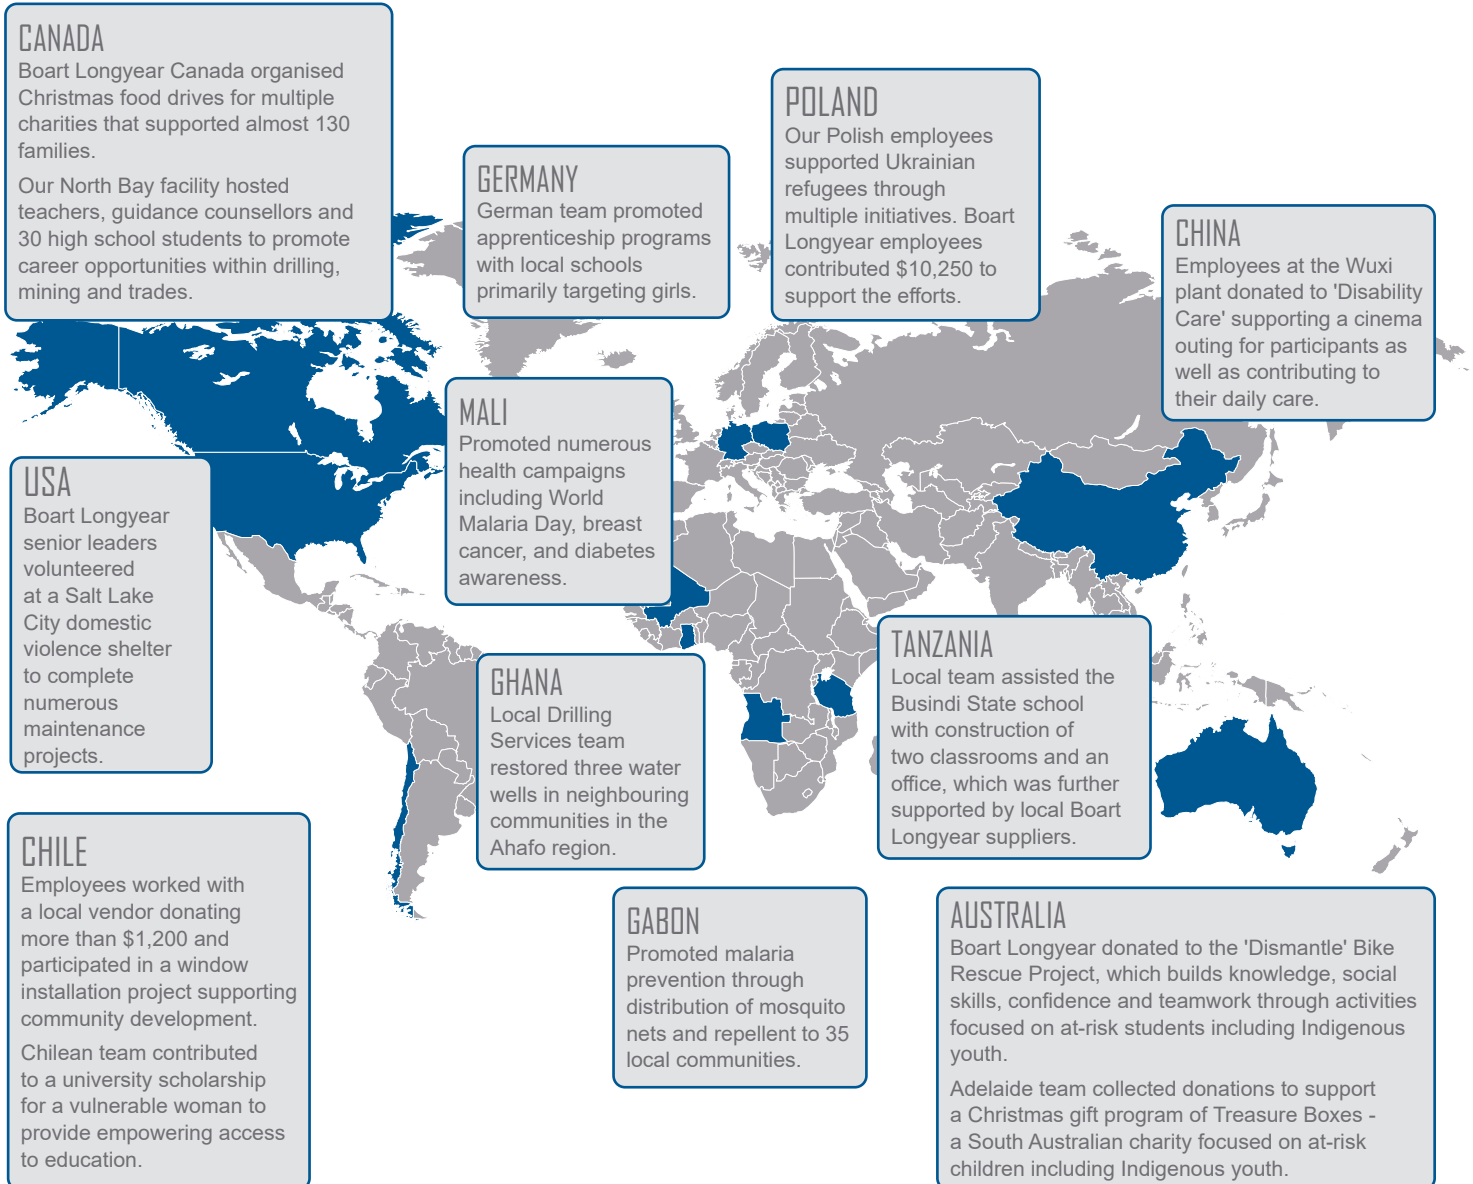 CANADA
Boart Longyear Canada organised
Christmas food drives for multiple
charities that supported almost 130
families.
Our North Bay facility hosted
teachers, guidance counsellors and
30 high school students to promote
career opportunities within drilling,
mining and trades.
GERMANY
German team promoted
apprenticeship programs
with local schools
primarily targeting girls.
POLAND
Our Polish employees
supported Ukrainian
refugees through
multiple initiatives. Boart
Longyear employees
contributed $10,250 to
support the efforts.
CHINA
Employees at the Wuxi
plant donated to 'Disability
Care' supporting a cinema
outing for participants as
well as contributing to
their daily care.
USA
Boart Longyear
senior leaders
volunteered
at a Salt Lake
City domestic
violence shelter
to complete
numerous
maintenance
projects.
MALI
Promoted numerous
health campaigns
including World
Malaria Day, breast
cancer, and diabetes
awareness.
GHANA
Local Drilling
Services team
restored three water
wells in neighbouring
communities in the
Ahafo region.
TANZANIA
Local team assisted the
Busindi State school
with construction of
two classrooms and an
office, which was further
supported by local Boart
Longyear suppliers.
CHILE
Employees worked with
a local vendor donating
more than $1,200 and
participated in a window
installation project supporting
community development.
Chilean team contributed
to a university scholarship
for a vulnerable woman to
provide empowering access
to education.
GABON
Promoted malaria
prevention through
distribution of mosquito
nets and repellent to 35
local communities.
AUSTRALIA
Boart Longyear donated to the 'Dismantle' Bike
Rescue Project, which builds knowledge, social
skills, confidence and teamwork through activities
focused on at-risk students including Indigenous
youth.
Adelaide team collected donations to support
a Christmas gift program of Treasure Boxes -
a South Australian charity focused on at-risk
children including Indigenous youth.